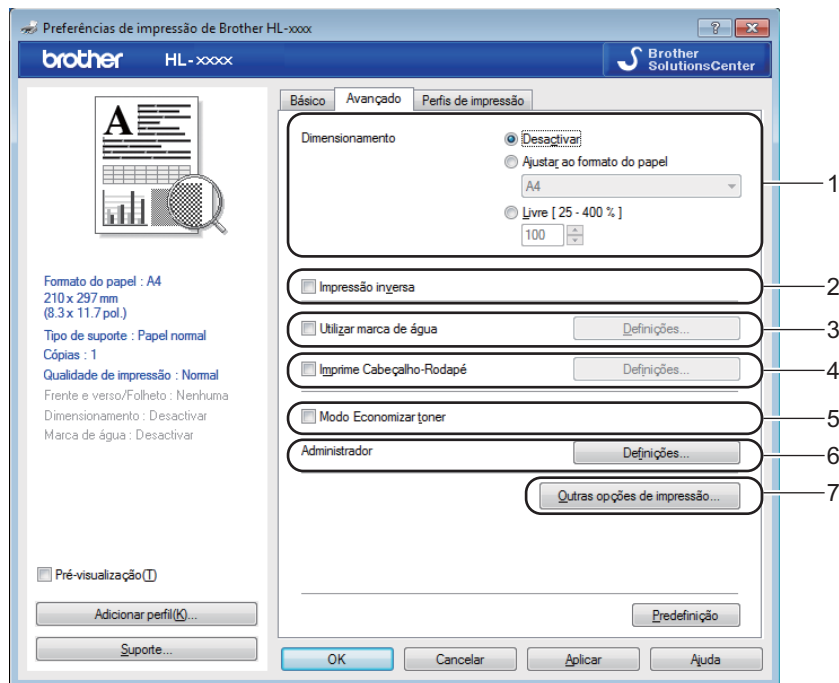 Preferências de impressão de Brother HL-xxxx
brother HL-xxxx
Brother
SolutionsCenter
Básico Avançado Perfis de impressão
Dimensionamento
Desactivar
Ajustar ao formato do papel
A4
Livre [ 25 - 400 % ]
100
1
Impressão inversa
2
Utilizar marca de água Definições...
3
Imprime Cabeçalho-Rodapé Definições...
4
Modo Economizar toner
5
Administrador Definições...
6
Outras opções de impressão...
7
A
Formato do papel : A4
210 x 297 mm
(8.3 x 11.7 pol.)
Tipo de suporte : Papel normal
Cópias : 1
Qualidade de impressão : Normal
Frente e verso/Folheto : Nenhuma
Dimensionamento : Desactivar
Marca de água : Desactivar
Pré-visualização(T)
Adicionar perfil(K)...
Suporte...
Predefinição
OK Cancelar Aplicar Ajuda